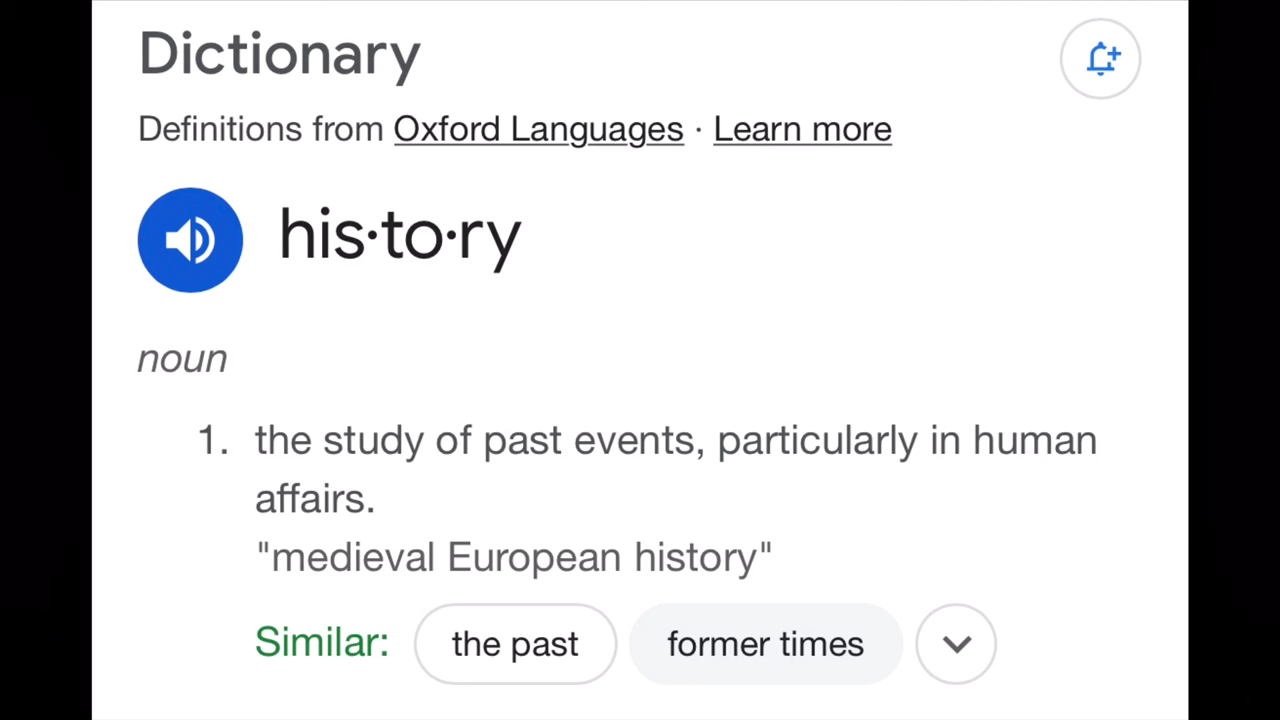 Dictionary
Definitions from Oxford Languages · Learn more
his·to·ry
noun
1. the study of past events, particularly in human
affairs.
"medieval European history"
Similar: the past former times